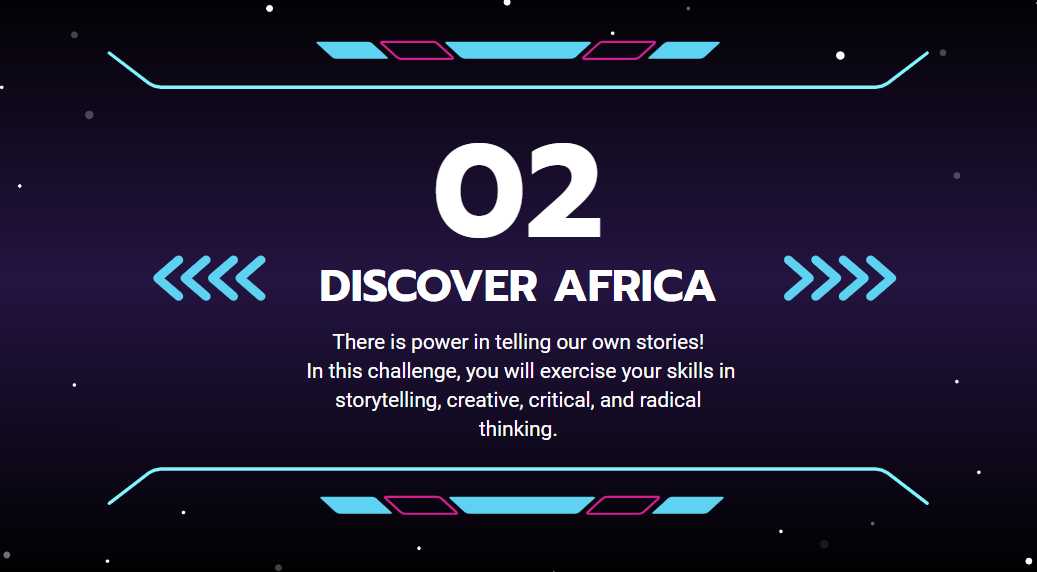 02
DISCOVER AFRICA
There is power in telling our own stories!
In this challenge, you will exercise your skills in
storytelling, creative, critical, and radical
thinking.